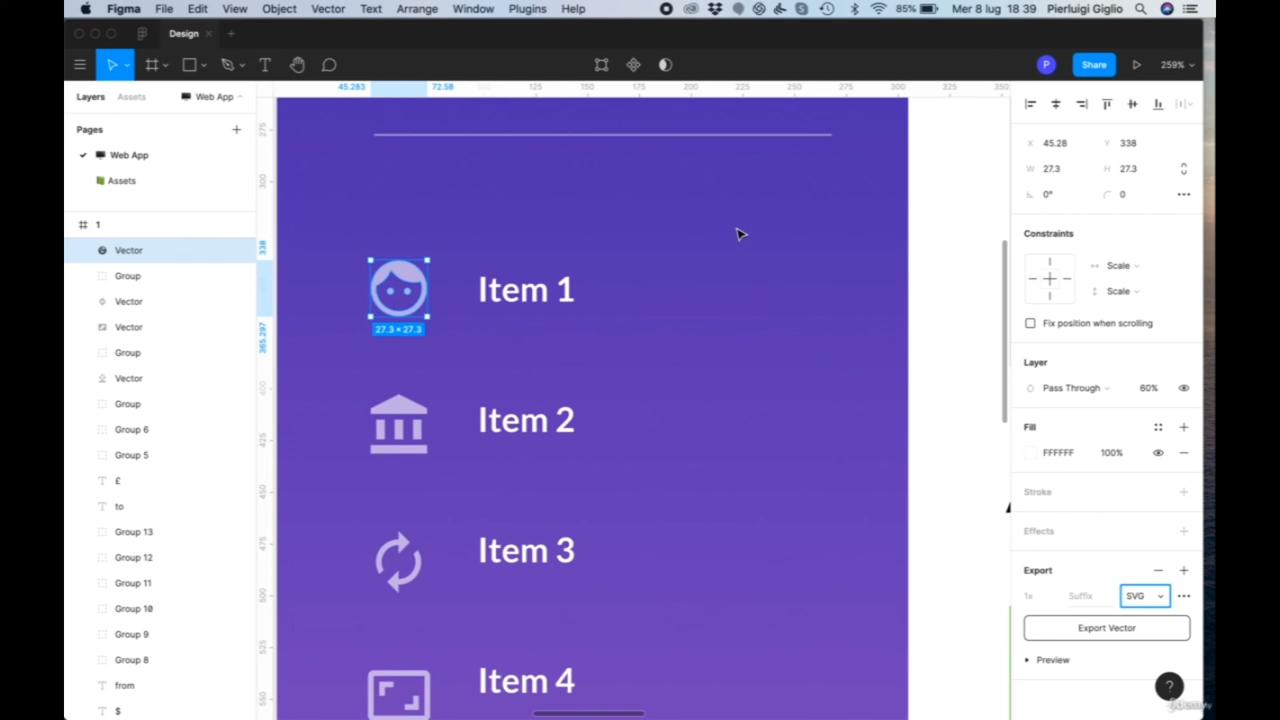 Figma File Edit View Object Vector Text Arrange Window Plugins Help 85% Mer 8 lug 18 39 Pierluigi Giglio
Design
P Share 259%
Layers Assets Web App
Pages
Web App
Assets
1
Vector
Group
Vector
Vector
Group
Vector
Group
Group 6
Group 5
£
to
Group 13
Group 12
Group 11
Group 10
Group 9
Group 8
from
$
45.283 72.58 100 125 150 175 200 225 250 275 300 325 350
275
300
338
365.297
400
425
450
475
500
525
550
Item 1
27.3 × 27.3
Item 2
Item 3
Item 4
X 45.28 Y 338
W 27.3 H 27.3
0° 0
Constraints
Scale
Scale
Fix position when scrolling
Layer
Pass Through 60%
Fill
FFFFFF 100%
Stroke
Effects
Export
1x Suffix SVG
Export Vector
Preview
?